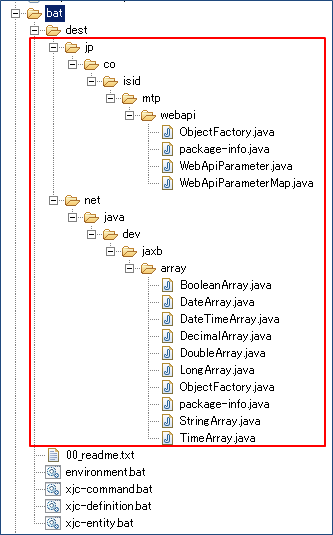 bat
dest
jp
co
isid
mtp
webapi
ObjectFactory.java
package-info.java
WebApiParameter.java
WebApiParameterMap.java
net
java
dev
jaxb
array
BooleanArray.java
DateArray.java
DateTimeArray.java
DecimalArray.java
DoubleArray.java
LongArray.java
ObjectFactory.java
package-info.java
StringArray.java
TimeArray.java
00_readme.txt
environment.bat
xjc-command.bat
xjc-definition.bat
xjc-entity.bat